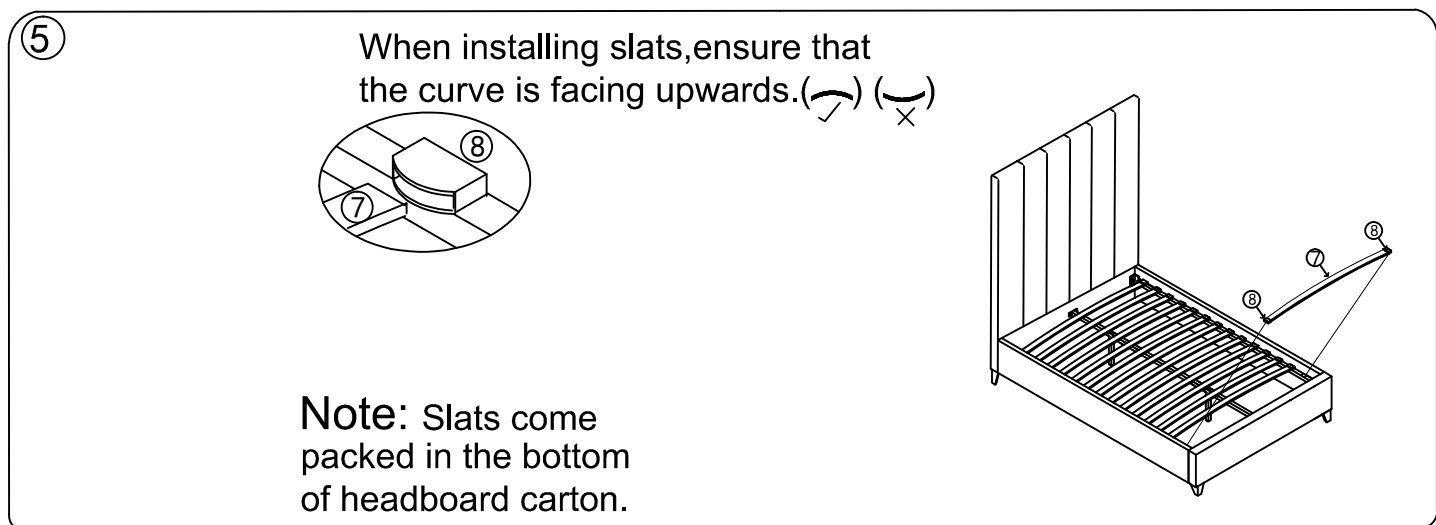 ⑤
When installing slats,ensure that
the curve is facing upwards.( ) ( )
⑧
⑦
⑧
⑦
⑧
Note: Slats come
packed in the bottom
of headboard carton.